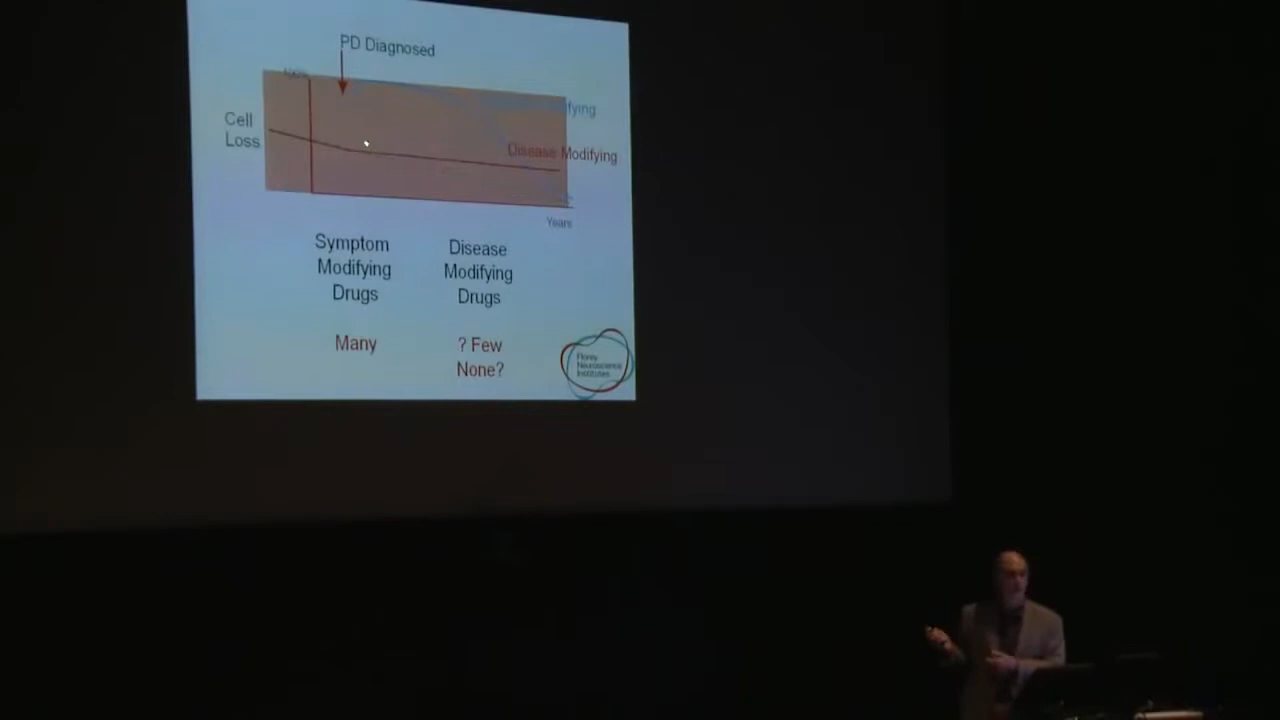 PD Diagnosed
100%
Cell
Loss
Disease Modifying
Years
Symptom
Modifying
Drugs
Disease
Modifying
Drugs
Many
? Few
None?
Florey
Neuroscience
Institutes